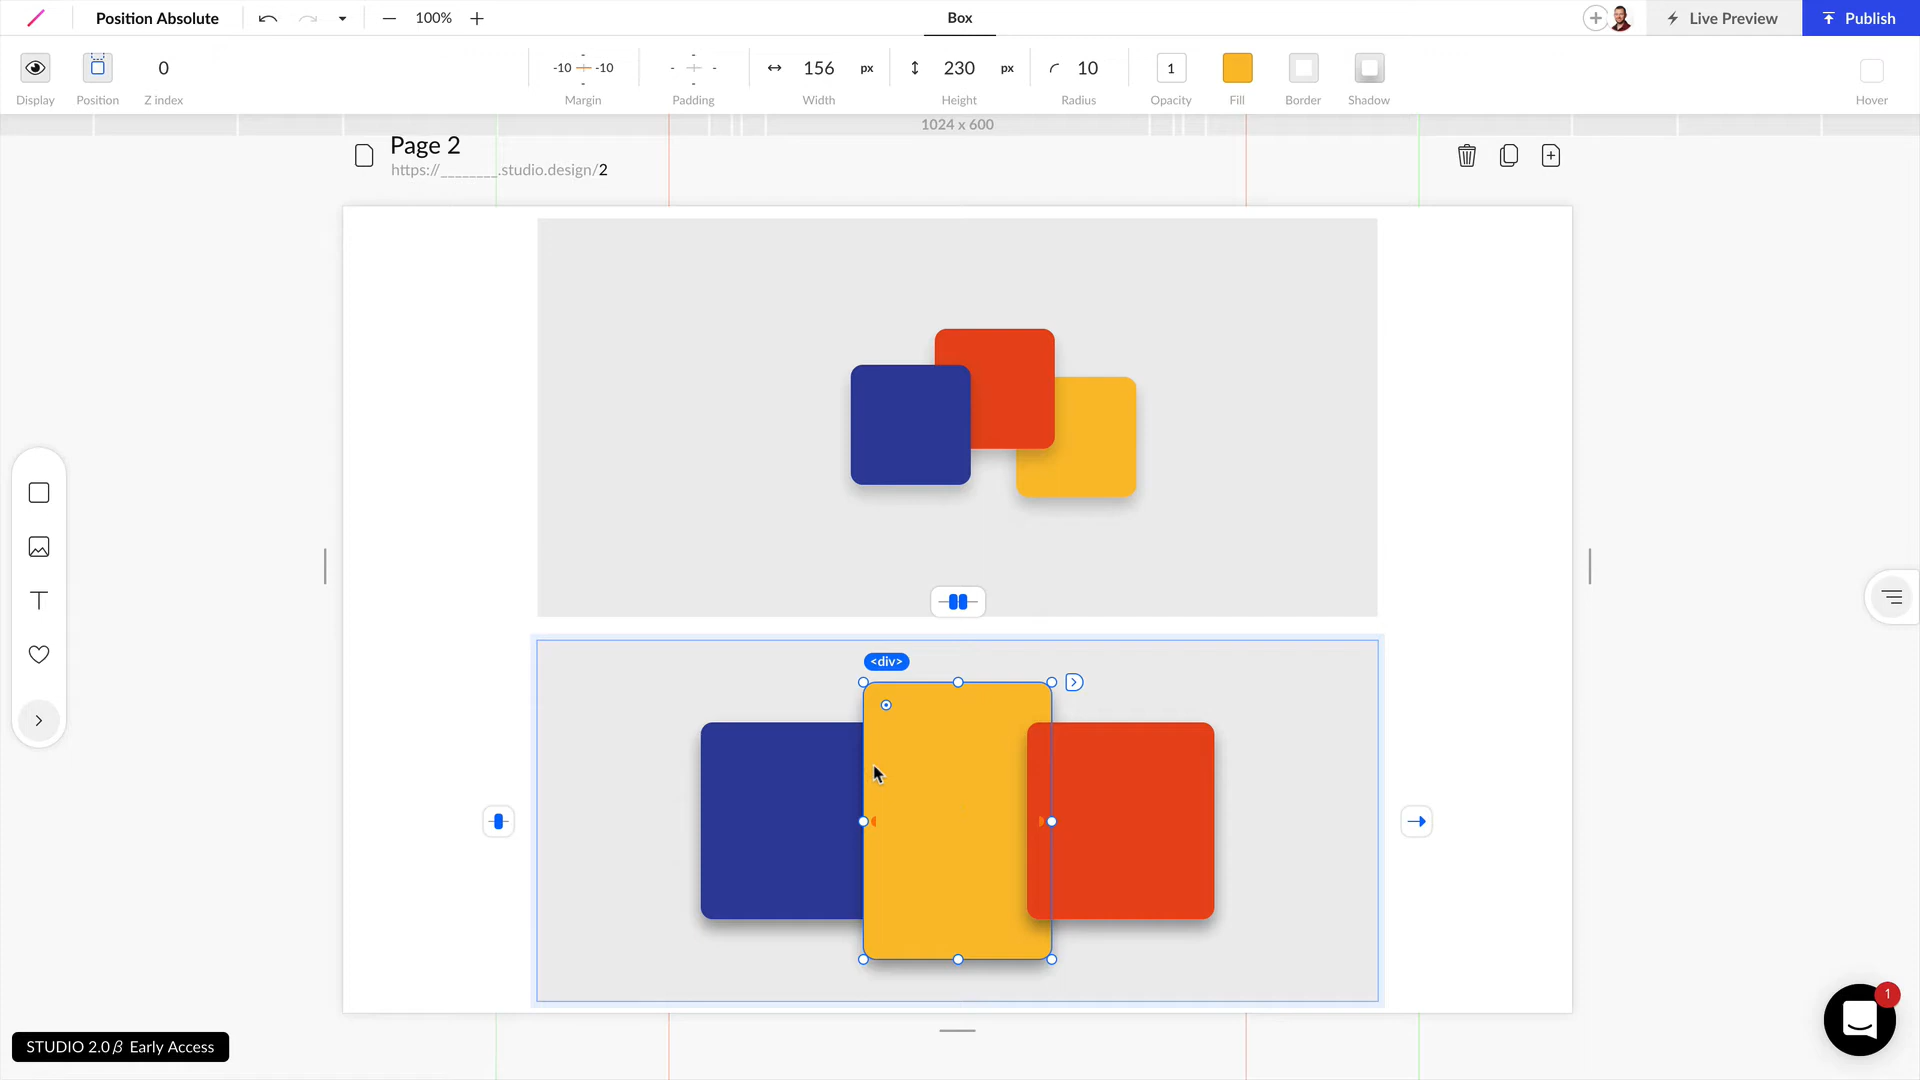 Position Absolute
100%
Box
Live Preview
Publish
Display
Position
0
Z index
-10 -10
Margin
- -
Padding
156 px
Width
230 px
Height
10
Radius
1
Opacity
Fill
Border
Shadow
Hover
1024 x 600
Page 2
https://________.studio.design/2
<div>
T
STUDIO 2.0 β Early Access
1